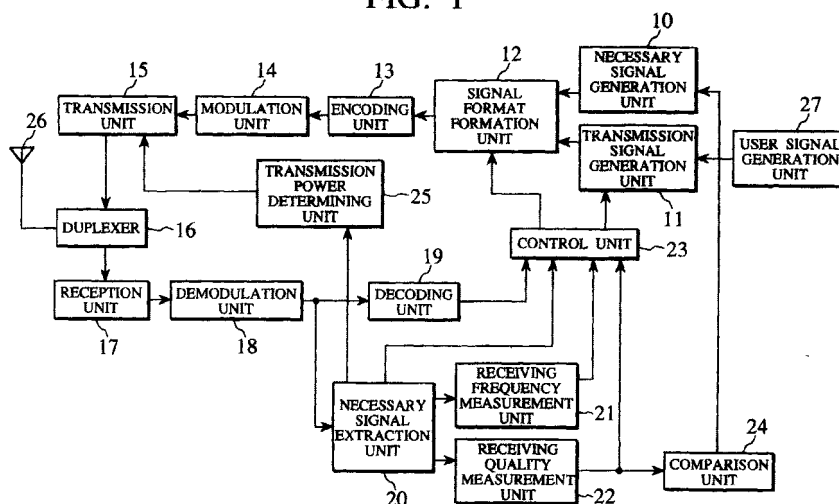 FIG. 1
10
12
NECESSARY
SIGNAL
GENERATION
UNIT
15
14
13
27
TRANSMISSION
UNIT
MODULATION
UNIT
ENCODING
UNIT
SIGNAL
FORMAT
FORMATION
UNIT
TRANSMISSION
SIGNAL
GENERATION
UNIT
USER SIGNAL
GENERATION
UNIT
26
TRANSMISSION
POWER
DETERMINING
UNIT
25
11
DUPLEXER
16
CONTROL UNIT
23
19
RECEPTION
UNIT
DEMODULATION
UNIT
DECODING
UNIT
17
18
NECESSARY
SIGNAL
EXTRACTION
UNIT
20
RECEIVING
FREQUENCY
MEASUREMENT
UNIT
21
RECEIVING
QUALITY
MEASUREMENT
UNIT
22
24
COMPARISON
UNIT